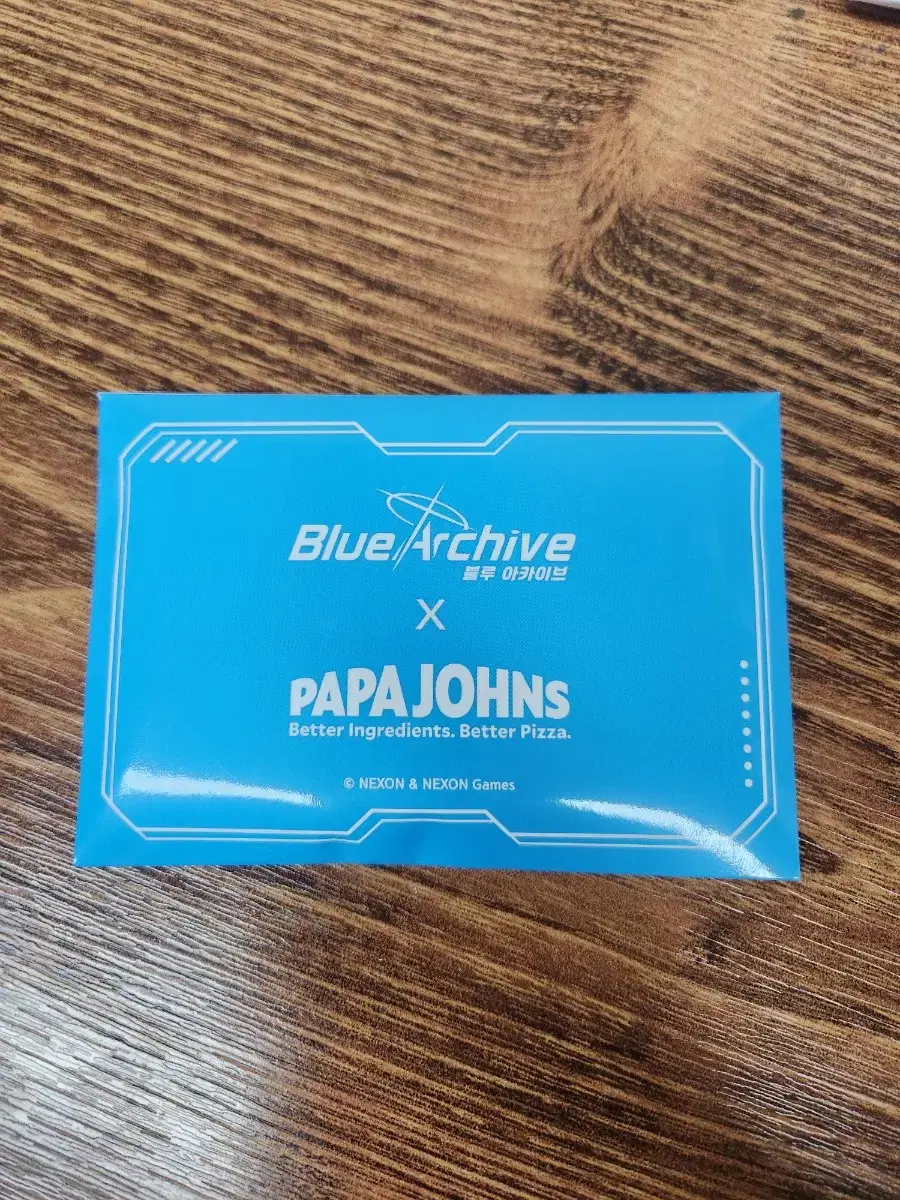 Blue Archive
블루 아카이브
X
PAPA JOHNS
Better Ingredients. Better Pizza.
© NEXON & NEXON Games